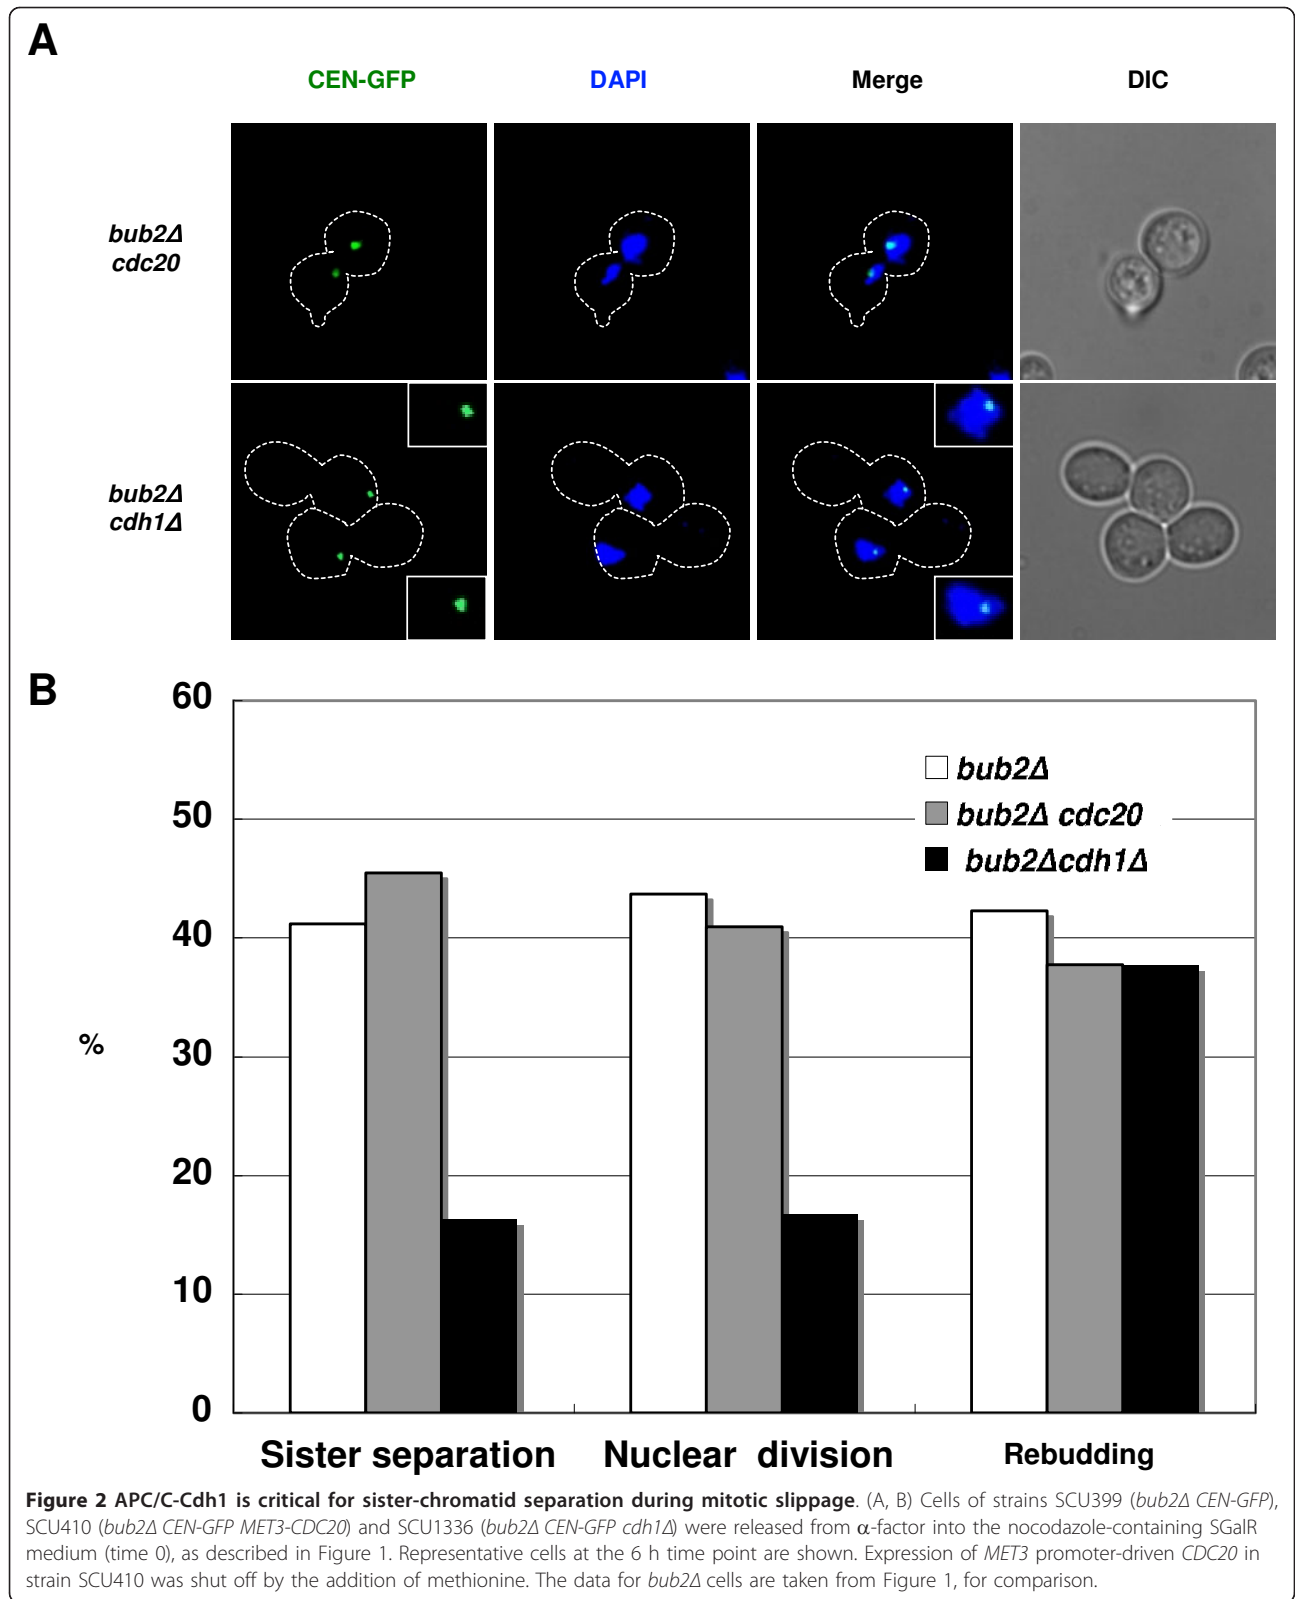 A
CEN-GFP DAPI Merge DIC
bub2Δ
cdc20
bub2Δ
cdh1Δ
B
60
50
40
30
20
10
0
%
bub2Δ
bub2Δ cdc20
bub2Δcdh1Δ
Sister separation Nuclear division Rebudding
Figure 2 APC/C-Cdh1 is critical for sister-chromatid separation during mitotic slippage. (A, B) Cells of strains SCU399 (bub2Δ CEN-GFP),
SCU410 (bub2Δ CEN-GFP MET3-CDC20) and SCU1336 (bub2Δ CEN-GFP cdh1Δ) were released from α-factor into the nocodazole-containing SGalR
medium (time 0), as described in Figure 1. Representative cells at the 6 h time point are shown. Expression of MET3 promoter-driven CDC20 in
strain SCU410 was shut off by the addition of methionine. The data for bub2Δ cells are taken from Figure 1, for comparison.